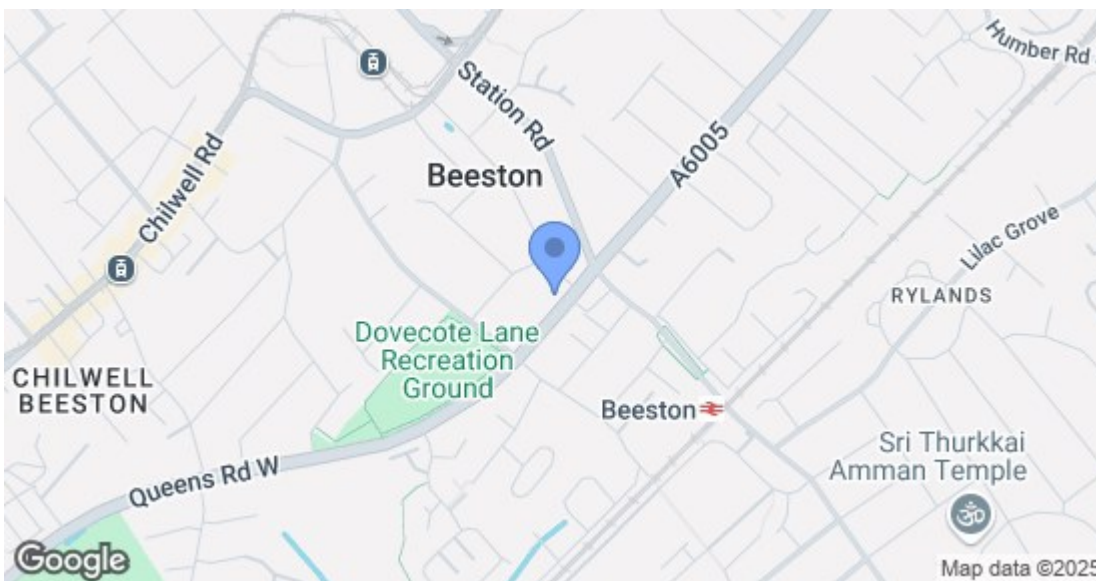 Humber Rd
Station Rd
A6005
Beeston
Chilwell Rd
Lilac Grove
RYLANDS
Dovecote Lane
Recreation
Ground
CHILWELL
BEESTON
Beeston
Sri Thurkkai
Amman Temple
ॐ
Queens Rd W
Google
Map data ©2025